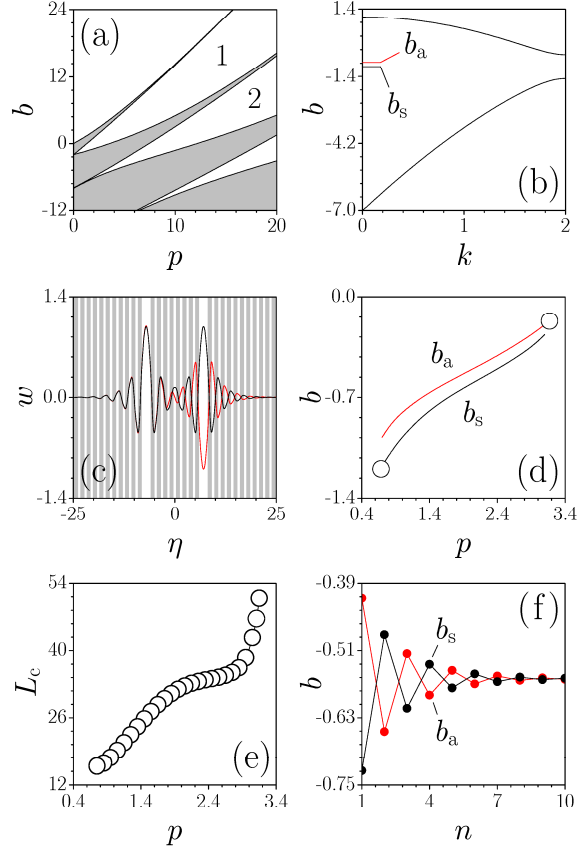 24
12
0
-12
b
(a)
1
2
0
10
20
p
1.4
-1.4
-4.2
-7.0
b
b_a
b_s
(b)
0
1
2
k
1.4
0.0
-1.4
w
(c)
-25
0
25
η
0.0
-0.7
-1.4
b
b_a
b_s
(d)
0.4
1.4
2.4
3.4
p
54
40
26
12
L_c
(e)
0.4
1.4
2.4
3.4
p
-0.39
-0.51
-0.63
-0.75
b
(f)
b_s
b_a
1
4
7
10
n